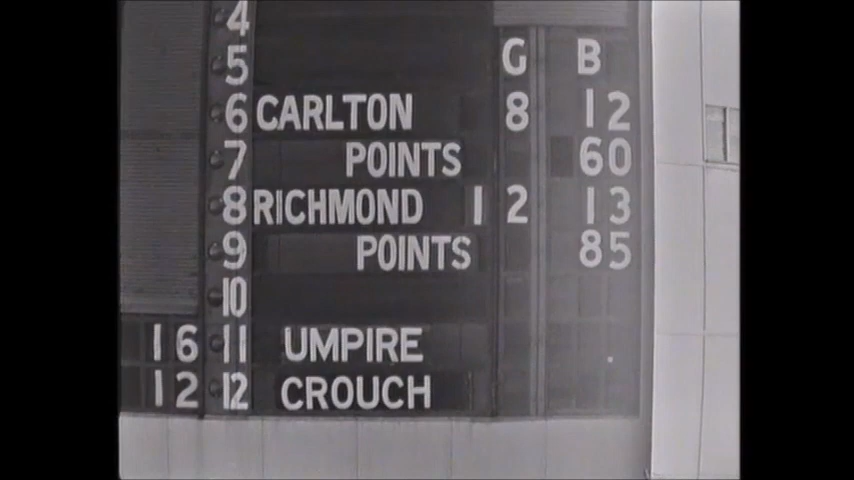 4
5 G B
6 CARLTON 8 12
7 POINTS 60
8 RICHMOND 12 13
9 POINTS 85
10
16 11 UMPIRE
12 12 CROUCH